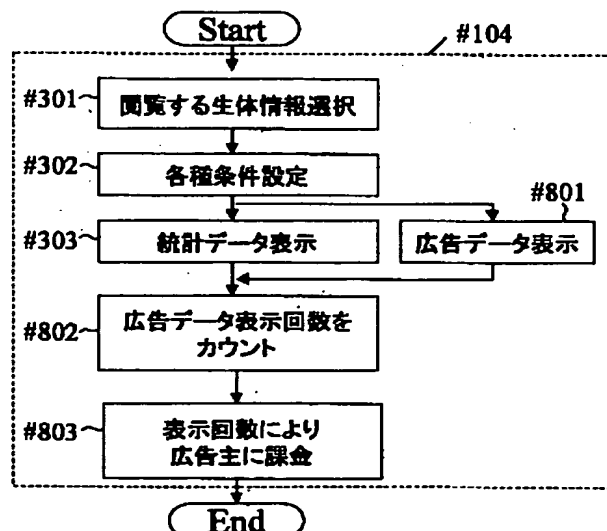 Start
#104
#301
閲覧する生体情報選択
#302
各種条件設定
#801
#303
統計データ表示
広告データ表示
#802
広告データ表示回数を
カウント
#803
表示回数により
広告主に課金
End